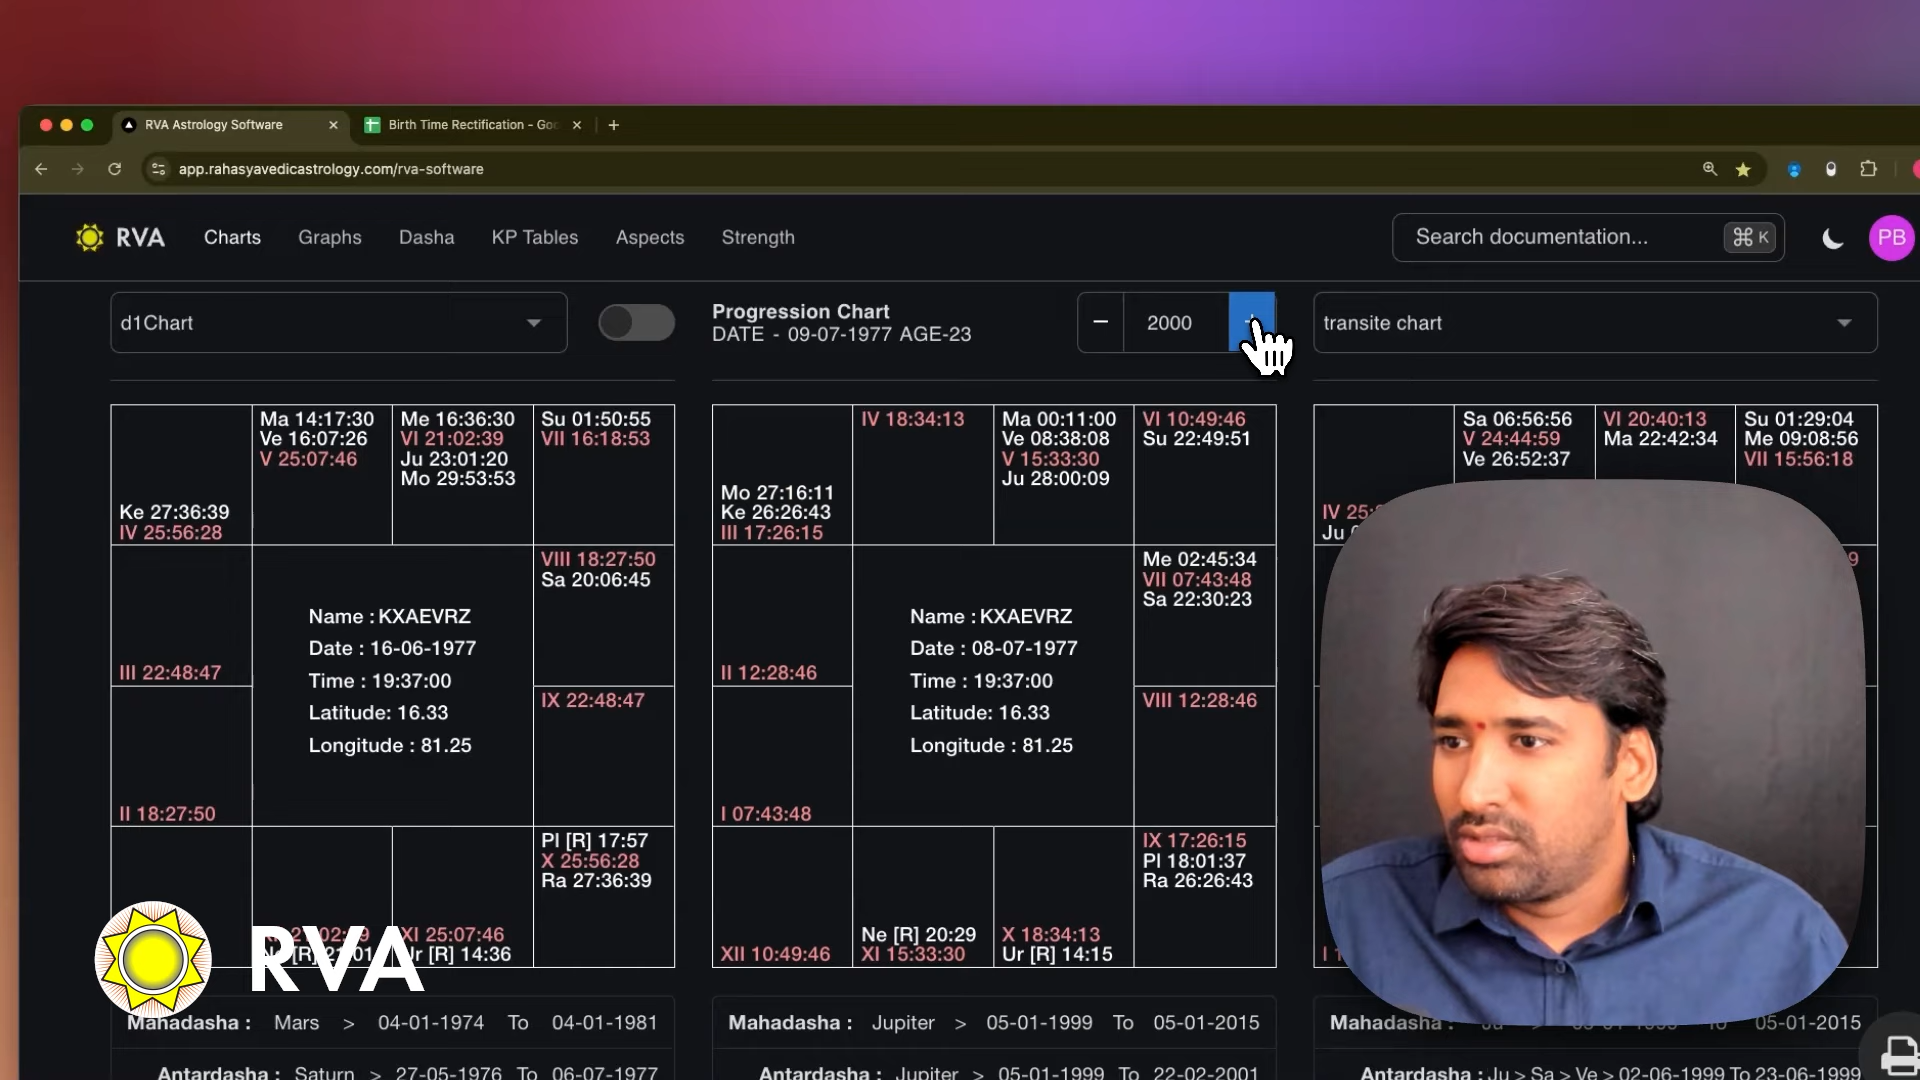 RVA Astrology Software
Birth Time Rectification - Goo
app.rahasyavedicastrology.com/rva-software
RVA
Charts
Graphs
Dasha
KP Tables
Aspects
Strength
Search documentation...
⌘ K
PB
d1Chart
Progression Chart
DATE - 09-07-1977 AGE-23
2000
transite chart
Ma 14:17:30
Ve 16:07:26
V 25:07:46
Me 16:36:30
VI 21:02:39
Ju 23:01:20
Mo 29:53:53
Su 01:50:55
VII 16:18:53
Ke 27:36:39
IV 25:56:28
VIII 18:27:50
Sa 20:06:45
III 22:48:47
Name : KXAEVRZ
Date : 16-06-1977
Time : 19:37:00
Latitude: 16.33
Longitude : 81.25
IX 22:48:47
II 18:27:50
Pl [R] 17:57
X 25:56:28
Ra 27:36:39
XI 25:07:46
Ur [R] 14:36
RVA
Mahadasha : Mars > 04-01-1974 To 04-01-1981
Antardasha : Saturn > 27-05-1976 To 06-07-1977
IV 18:34:13
Ma 00:11:00
Ve 08:38:08
V 15:33:30
Ju 28:00:09
VI 10:49:46
Su 22:49:51
Mo 27:16:11
Ke 26:26:43
III 17:26:15
Me 02:45:34
VII 07:43:48
Sa 22:30:23
II 12:28:46
Name : KXAEVRZ
Date : 08-07-1977
Time : 19:37:00
Latitude: 16.33
Longitude : 81.25
VIII 12:28:46
I 07:43:48
IX 17:26:15
Pl 18:01:37
Ra 26:26:43
XII 10:49:46
Ne [R] 20:29
XI 15:33:30
X 18:34:13
Ur [R] 14:15
Mahadasha : Jupiter > 05-01-1999 To 05-01-2015
Antardasha : Jupiter > 05-01-1999 To 22-02-2001
Sa 06:56:56
V 24:44:59
Ve 26:52:37
VI 20:40:13
Ma 22:42:34
Su 01:29:04
Me 09:08:56
VII 15:56:18
IV
Ju
Mahadasha : 05-01-2015
Antardasha : Ju > Sa > Ve > 02-06-1999 To 23-06-1999